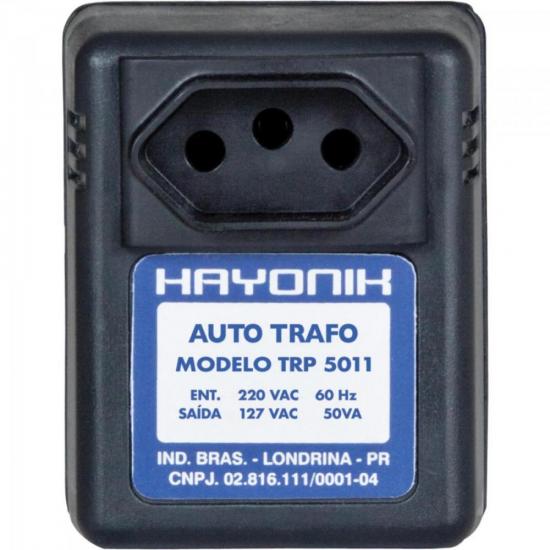 HAYONIK
AUTO TRAFO
MODELO TRP 5011
ENT. 220 VAC 60 Hz
SAÍDA 127 VAC 50VA
IND. BRAS. - LONDRINA - PR
CNPJ. 02.816.111/0001-04